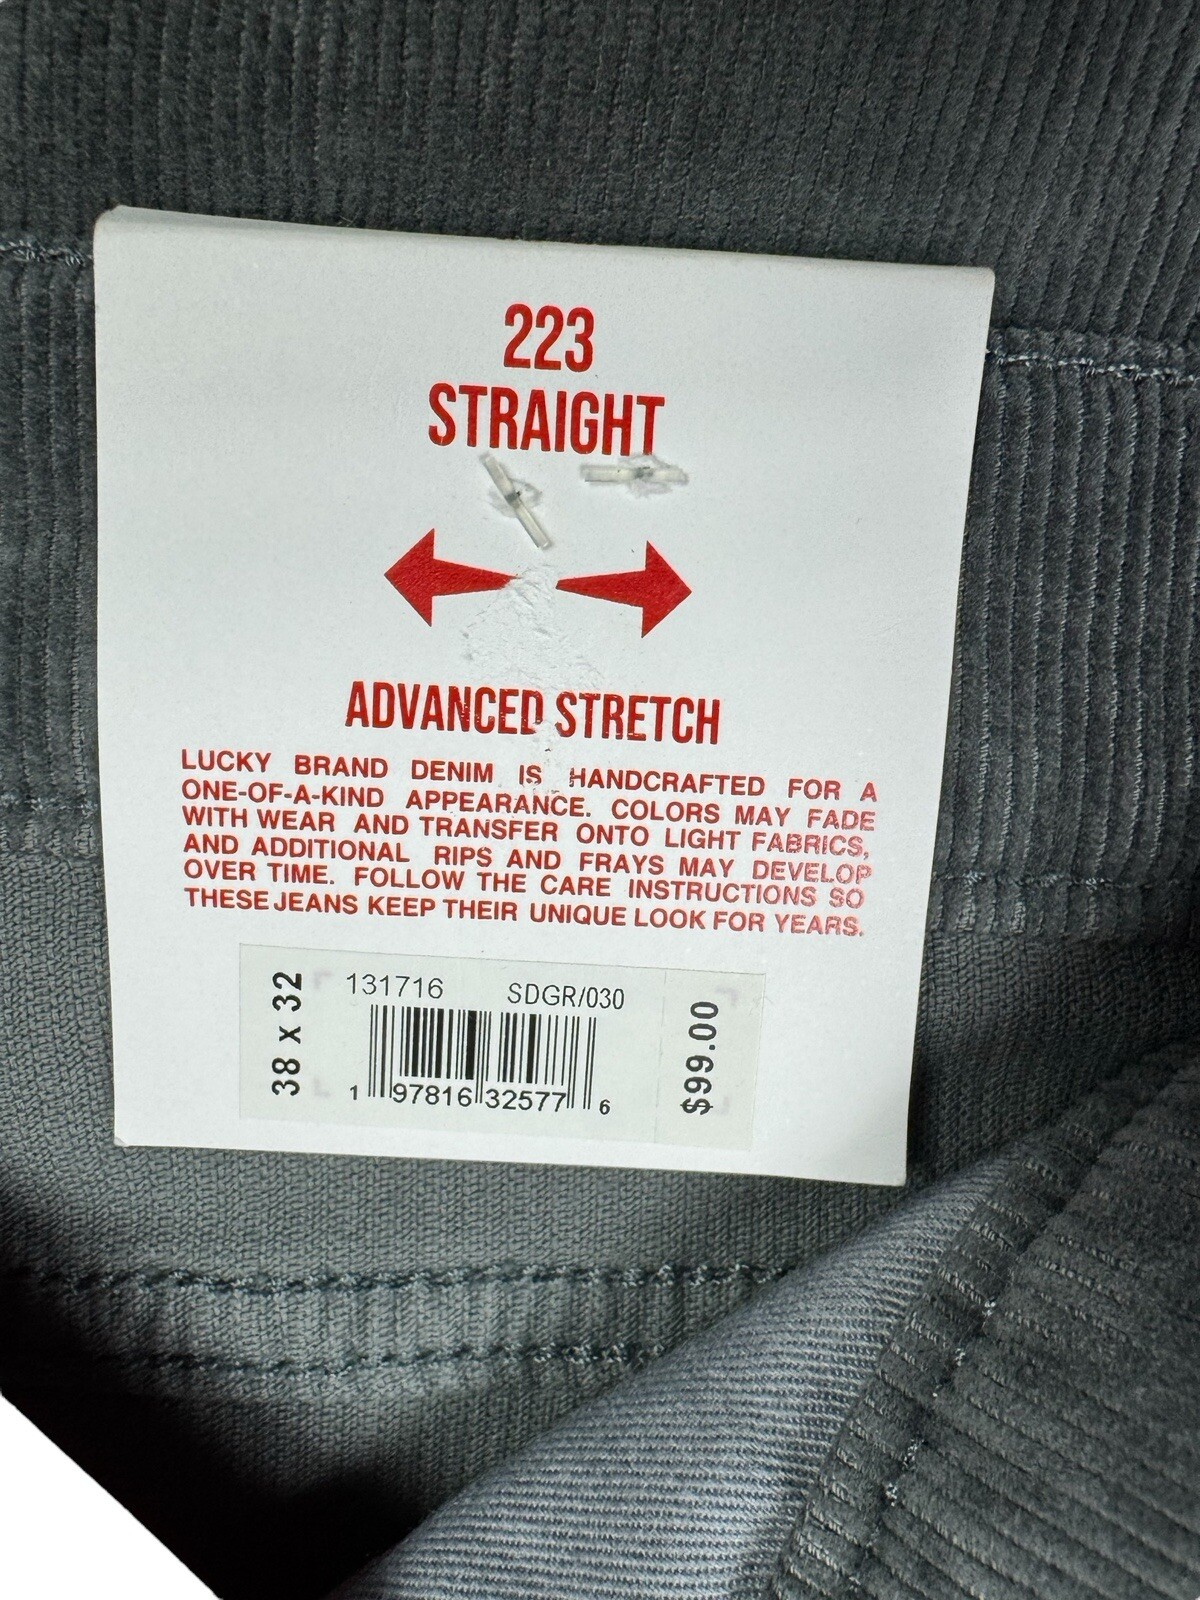 223
STRAIGHT
ADVANCED STRETCH
LUCKY BRAND DENIM IS HANDCRAFTED FOR A
ONE-OF-A-KIND APPEARANCE. COLORS MAY FADE
WITH WEAR AND TRANSFER ONTO LIGHT FABRICS,
AND ADDITIONAL RIPS AND FRAYS MAY DEVELOP
OVER TIME. FOLLOW THE CARE INSTRUCTIONS SO
THESE JEANS KEEP THEIR UNIQUE LOOK FOR YEARS.
38 x 32
131716 SDGR/030
1 97816 32577 6
$99.00